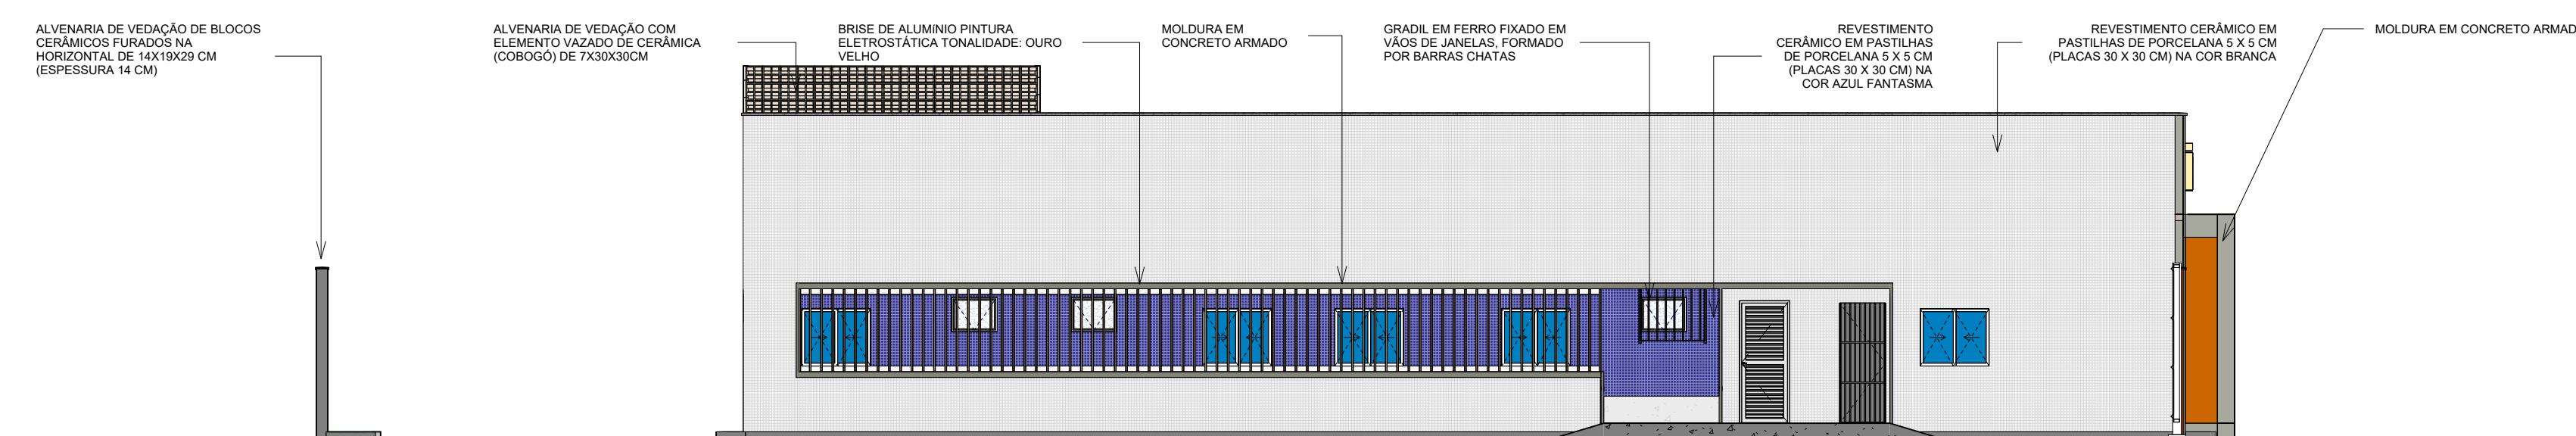 ALVENARIA DE VEDAÇÃO DE BLOCOS
CERÂMICOS FURADOS NA
HORIZONTAL DE 14X19X29 CM
(ESPESSURA 14 CM)
ALVENARIA DE VEDAÇÃO COM
ELEMENTO VAZADO DE CERÂMICA
(COBOGÓ) DE 7X30X30CM
BRISE DE ALUMÍNIO PINTURA
ELETROSTÁTICA TONALIDADE: OURO
VELHO
MOLDURA EM
CONCRETO ARMADO
GRADIL EM FERRO FIXADO EM
VÃOS DE JANELAS, FORMADO
POR BARRAS CHATAS
REVESTIMENTO
CERÂMICO EM PASTILHAS
DE PORCELANA 5 X 5 CM
(PLACAS 30 X 30 CM) NA
COR AZUL FANTASMA
REVESTIMENTO CERÂMICO EM
PASTILHAS DE PORCELANA 5 X 5 CM
(PLACAS 30 X 30 CM) NA COR BRANCA
MOLDURA EM CONCRETO ARMAD